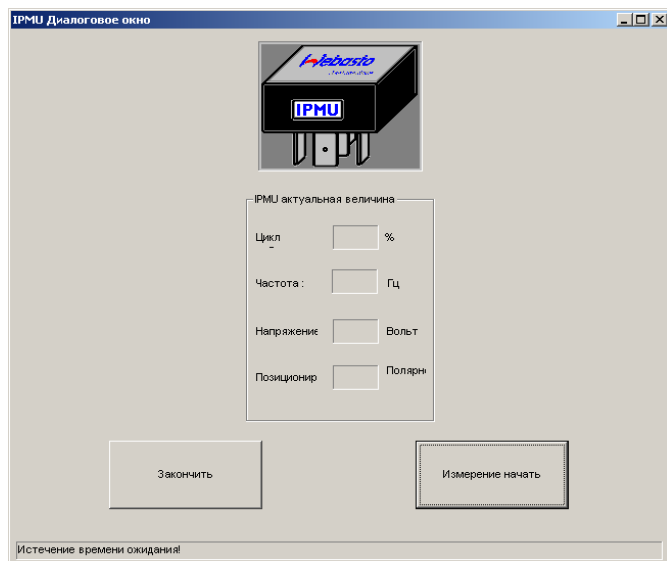 IPMU Диалоговое окно
Webasto
IPMU
IPMU актуальная величина
Цикл %
Частота : Гц
Напряжение Вольт
Позиционир Полярн
Закончить
Измерение начать
Истечение времени ожидания!